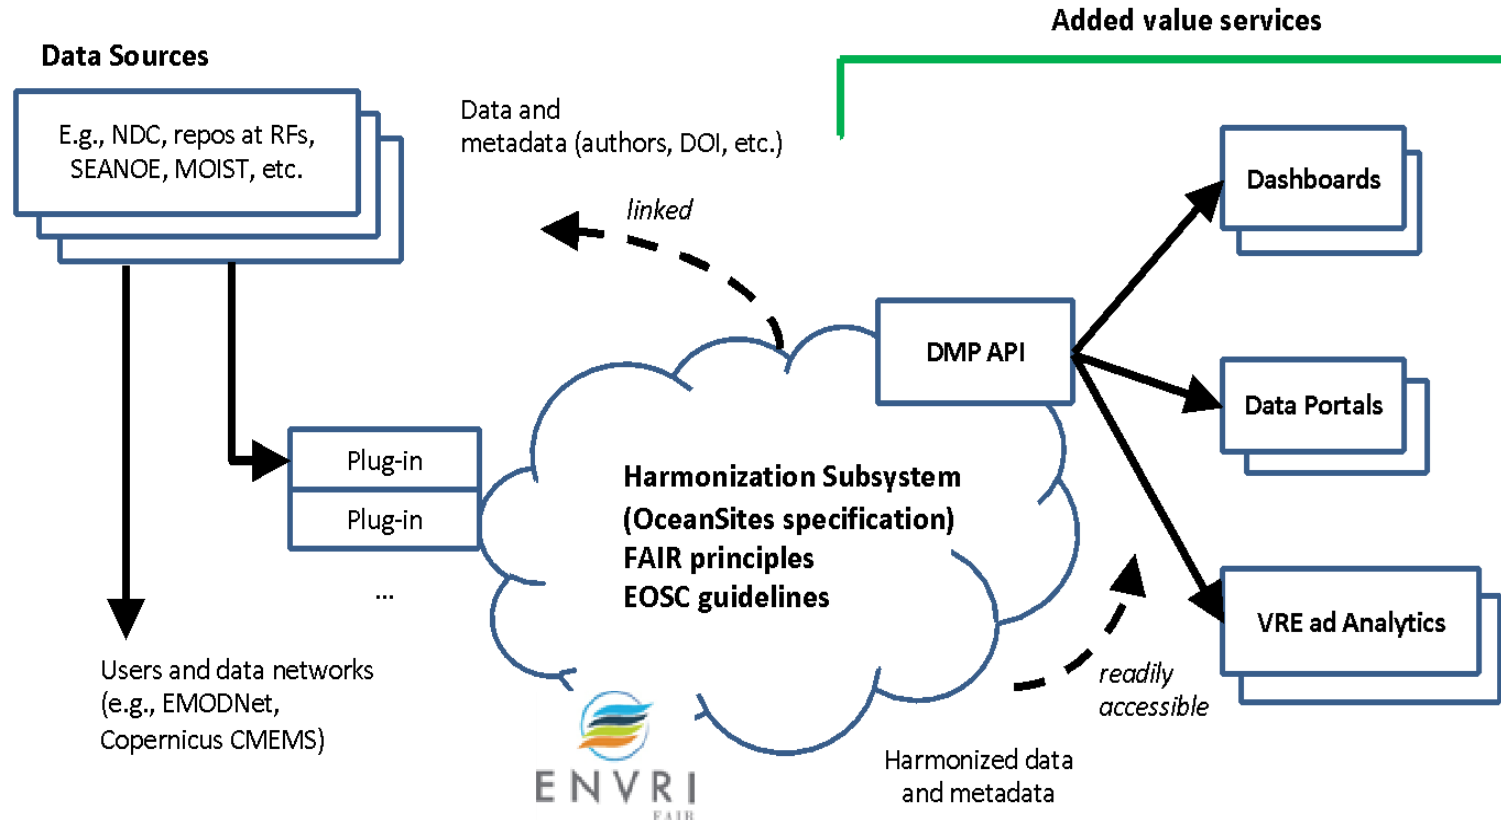 Added value services
Data Sources
E.g., NDC, repos at RFs,
SEANOE, MOIST, etc.
Data and
metadata (authors, DOI, etc.)
linked
Dashboards
DMP API
Data Portals
Plug-in
Plug-in
...
Harmonization Subsystem
(OceanSites specification)
FAIR principles
EOSC guidelines
VRE ad Analytics
Users and data networks
(e.g., EMODNet,
Copernicus CMEMS)
readily
accessible
Harmonized data
and metadata
ENVRI
FAIR